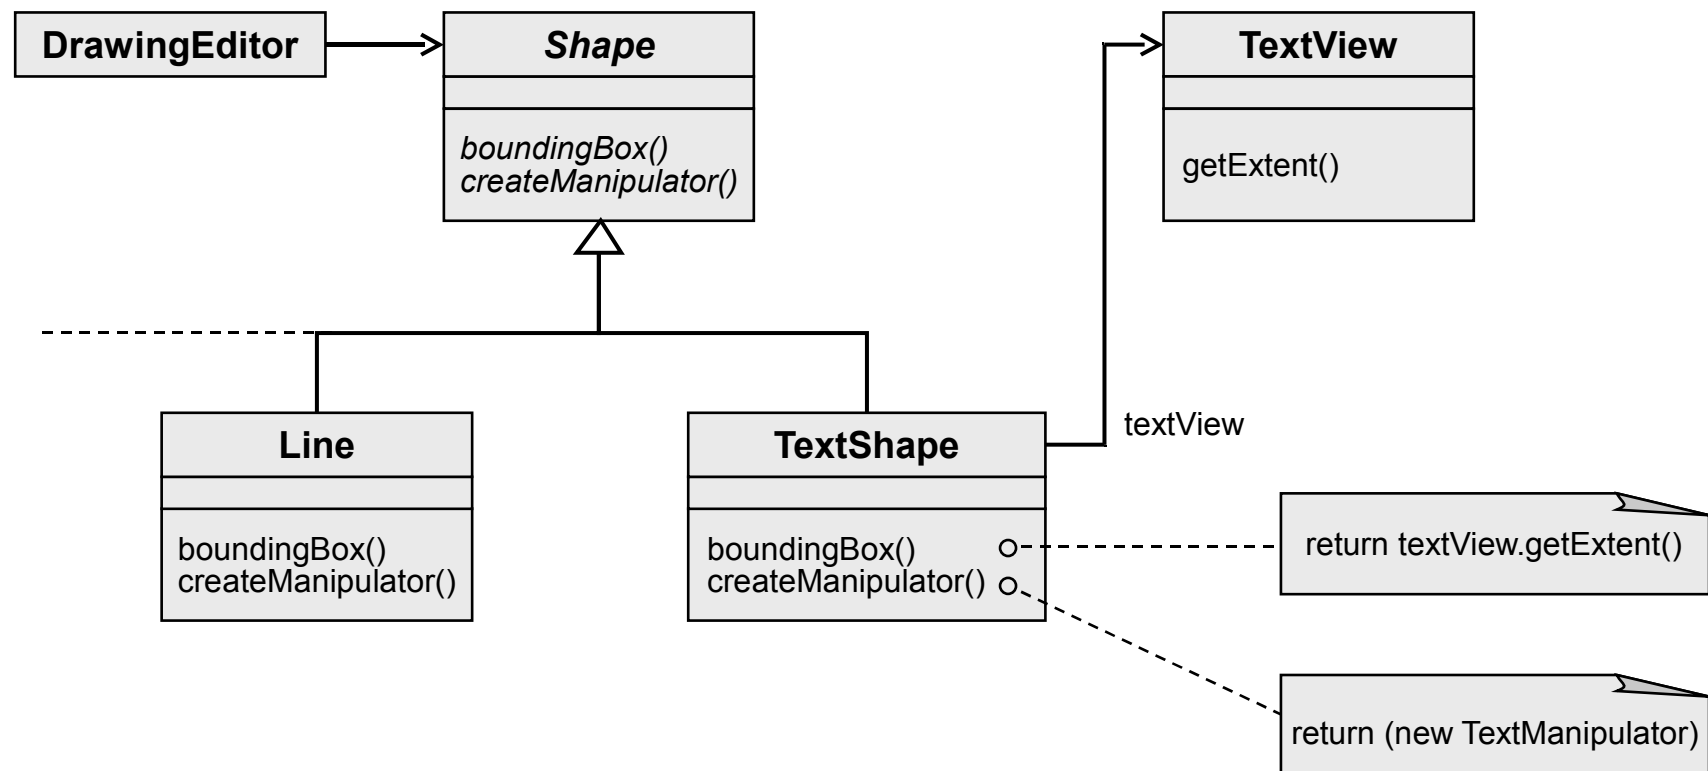 DrawingEditor
Shape
boundingBox()
createManipulator()
TextView
getExtent()
Line
boundingBox()
createManipulator()
TextShape
boundingBox()
createManipulator()
textView
return textView.getExtent()
return (new TextManipulator)